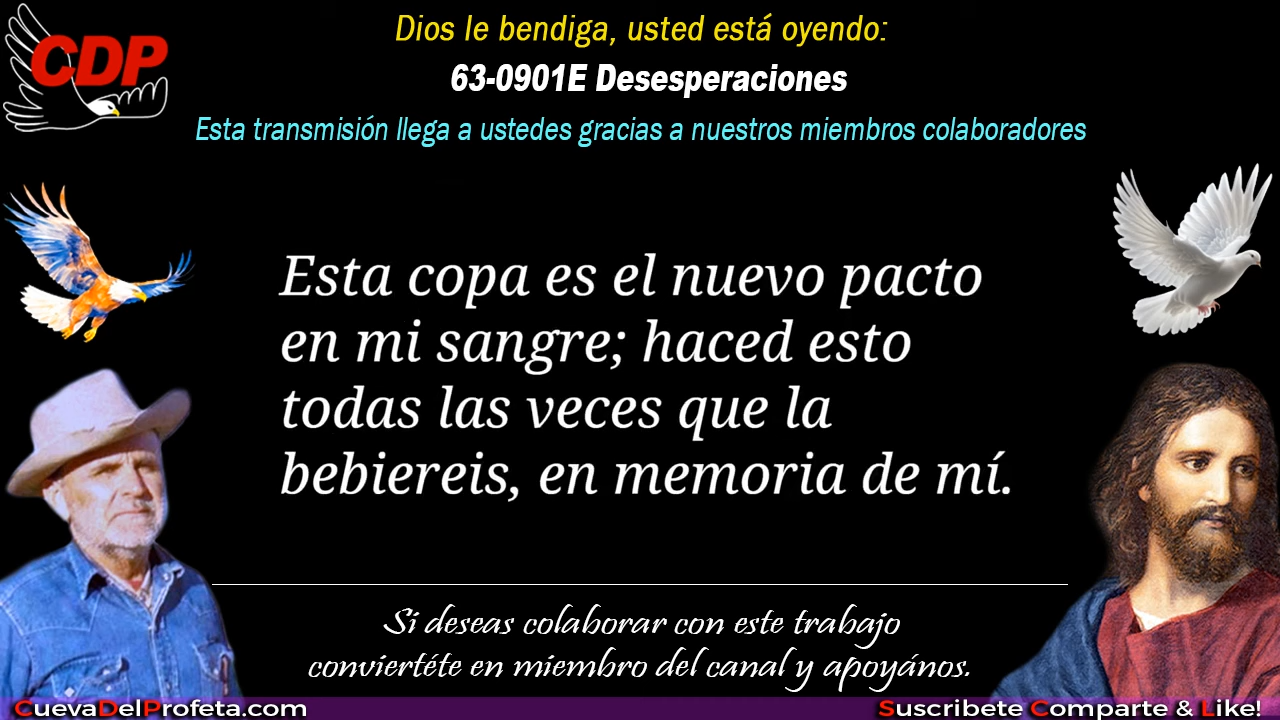 CDP
Dios le bendiga, usted está oyendo:
63-0901E Desesperaciones
Esta transmisión llega a ustedes gracias a nuestros miembros colaboradores
Esta copa es el nuevo pacto
en mi sangre; haced esto
todas las veces que la
bebiereis, en memoria de mí.
Si deseas colaborar con este trabajo
conviertéte en miembro del canal y apoyános.
CuevaDelProfeta.com
Suscribete Comparte & Like!